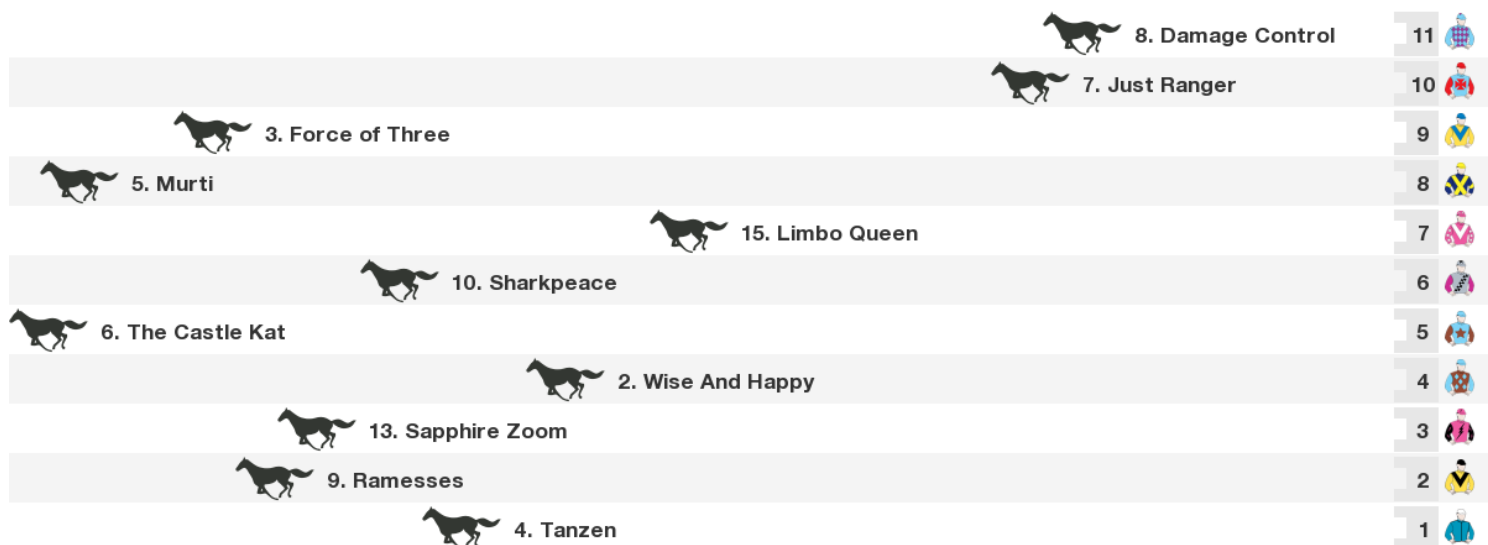 8. Damage Control 11
7. Just Ranger 10
3. Force of Three 9
5. Murti 8
15. Limbo Queen 7
10. Sharkpeace 6
6. The Castle Kat 5
2. Wise And Happy 4
13. Sapphire Zoom 3
9. Ramesses 2
4. Tanzen 1